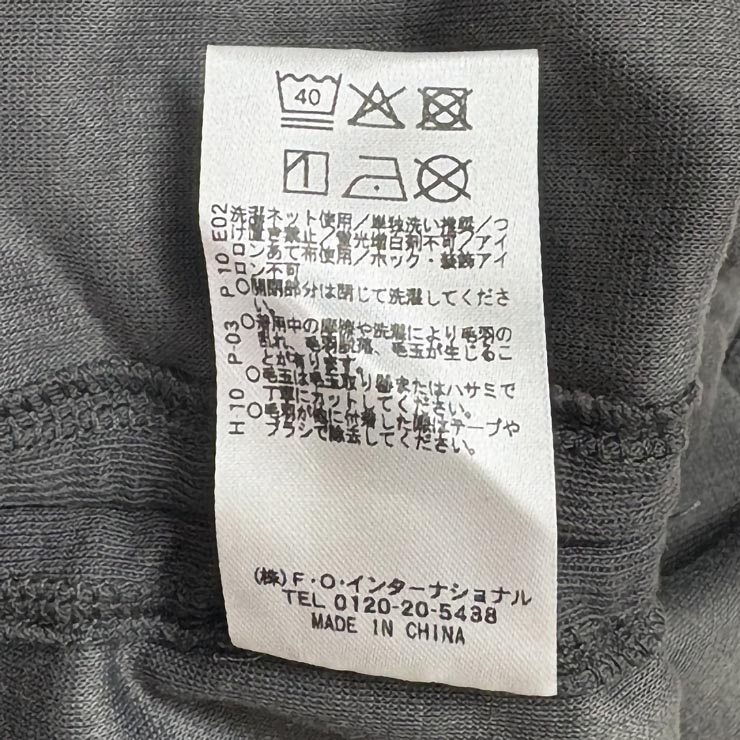 40
E02
P 10
P-03
H 10
洗濯ネット使用/単独洗い推奨/つ
け置き禁止/蛍光増白剤不可/アイ
ロンあて布使用/ホック・装飾アイ
ロン不可
○開閉部分は閉じて洗濯してくださ
い。
○着用中の摩擦や洗濯により毛羽の
乱れ、毛羽脱落、毛玉が生じるこ
とが有ります。
○毛玉は毛玉取り器またはハサミで
丁寧にカットしてください。
○毛羽が他に付着した際はテープや
ブラシで除去してください。
(株)F・O・インターナショナル
TEL 0120-20-5438
MADE IN CHINA